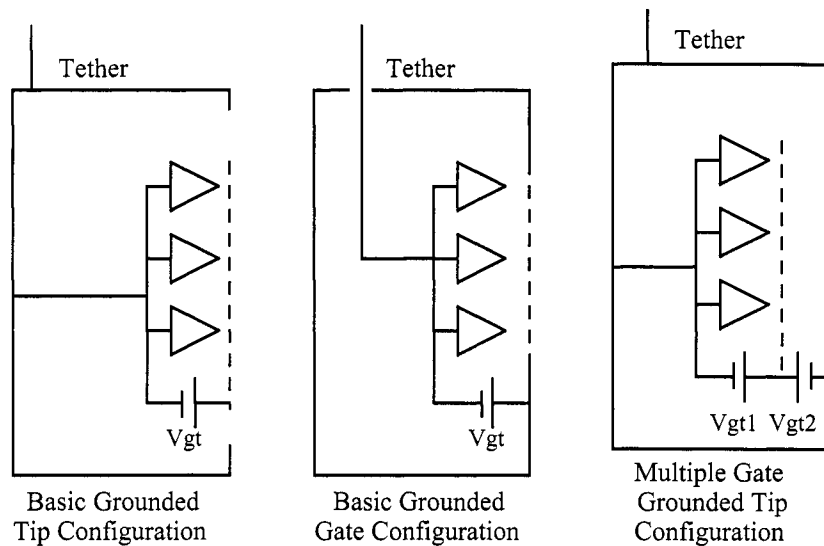 Tether
Tether
Tether
Vgt
Vgt
Vgt1 Vgt2
Basic Grounded
Tip Configuration
Basic Grounded
Gate Configuration
Multiple Gate
Grounded Tip
Configuration